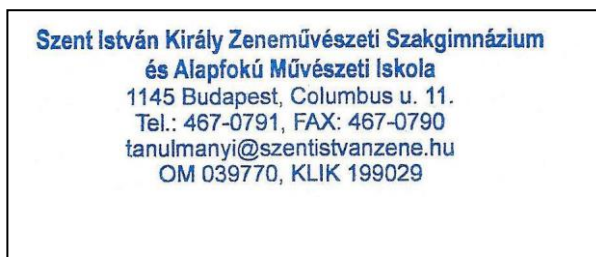 Szent István Király Zeneművészeti Szakgimnázium
és Alapfokú Művészeti Iskola
1145 Budapest, Columbus u. 11.
Tel.: 467-0791, FAX: 467-0790
tanulmanyi@szentistvanzene.hu
OM 039770, KLIK 199029